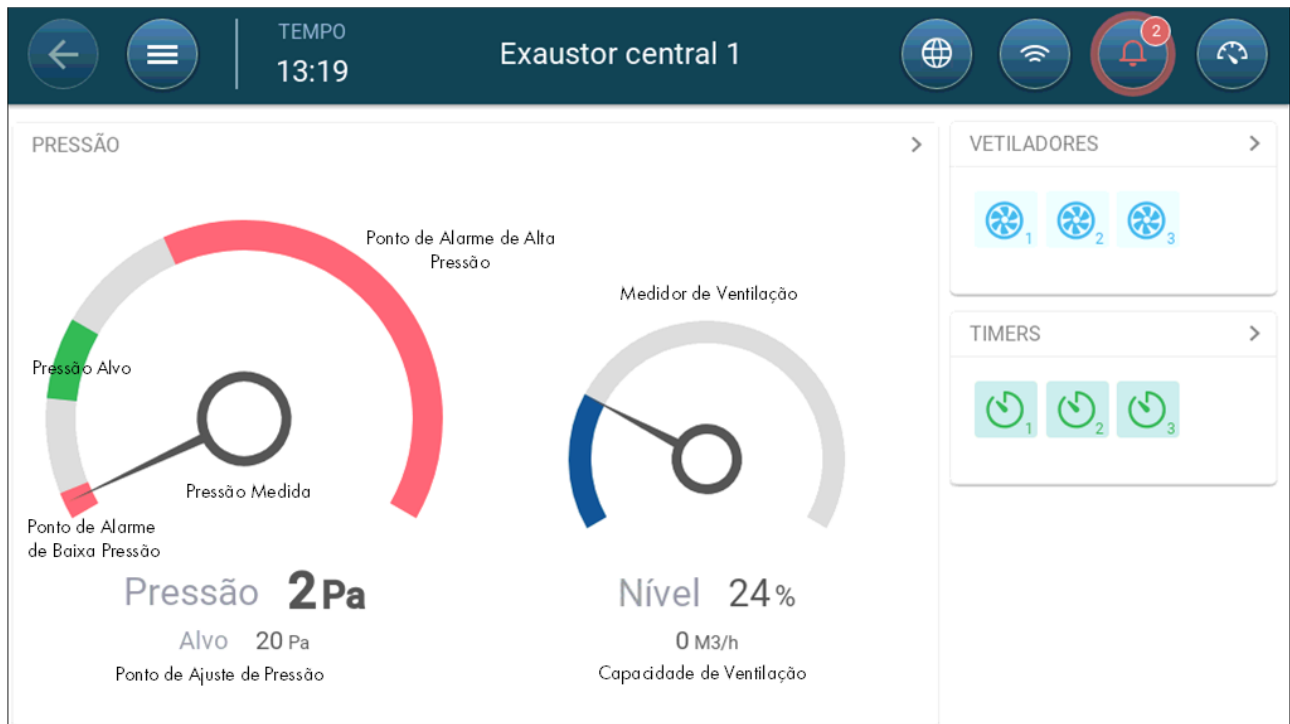 TEMPO
13:19
Exaustor central 1
2
PRESSÃO
Ponto de Alarme de Alta
Pressão
Pressão Alvo
Pressão Medida
Ponto de Alarme
de Baixa Pressão
Pressão 2 Pa
Alvo 20 Pa
Ponto de Ajuste de Pressão
Medidor de Ventilação
Nível 24 %
0 M3/h
Capacidade de Ventilação
VETILADORES
1 2 3
TIMERS
1 2 3